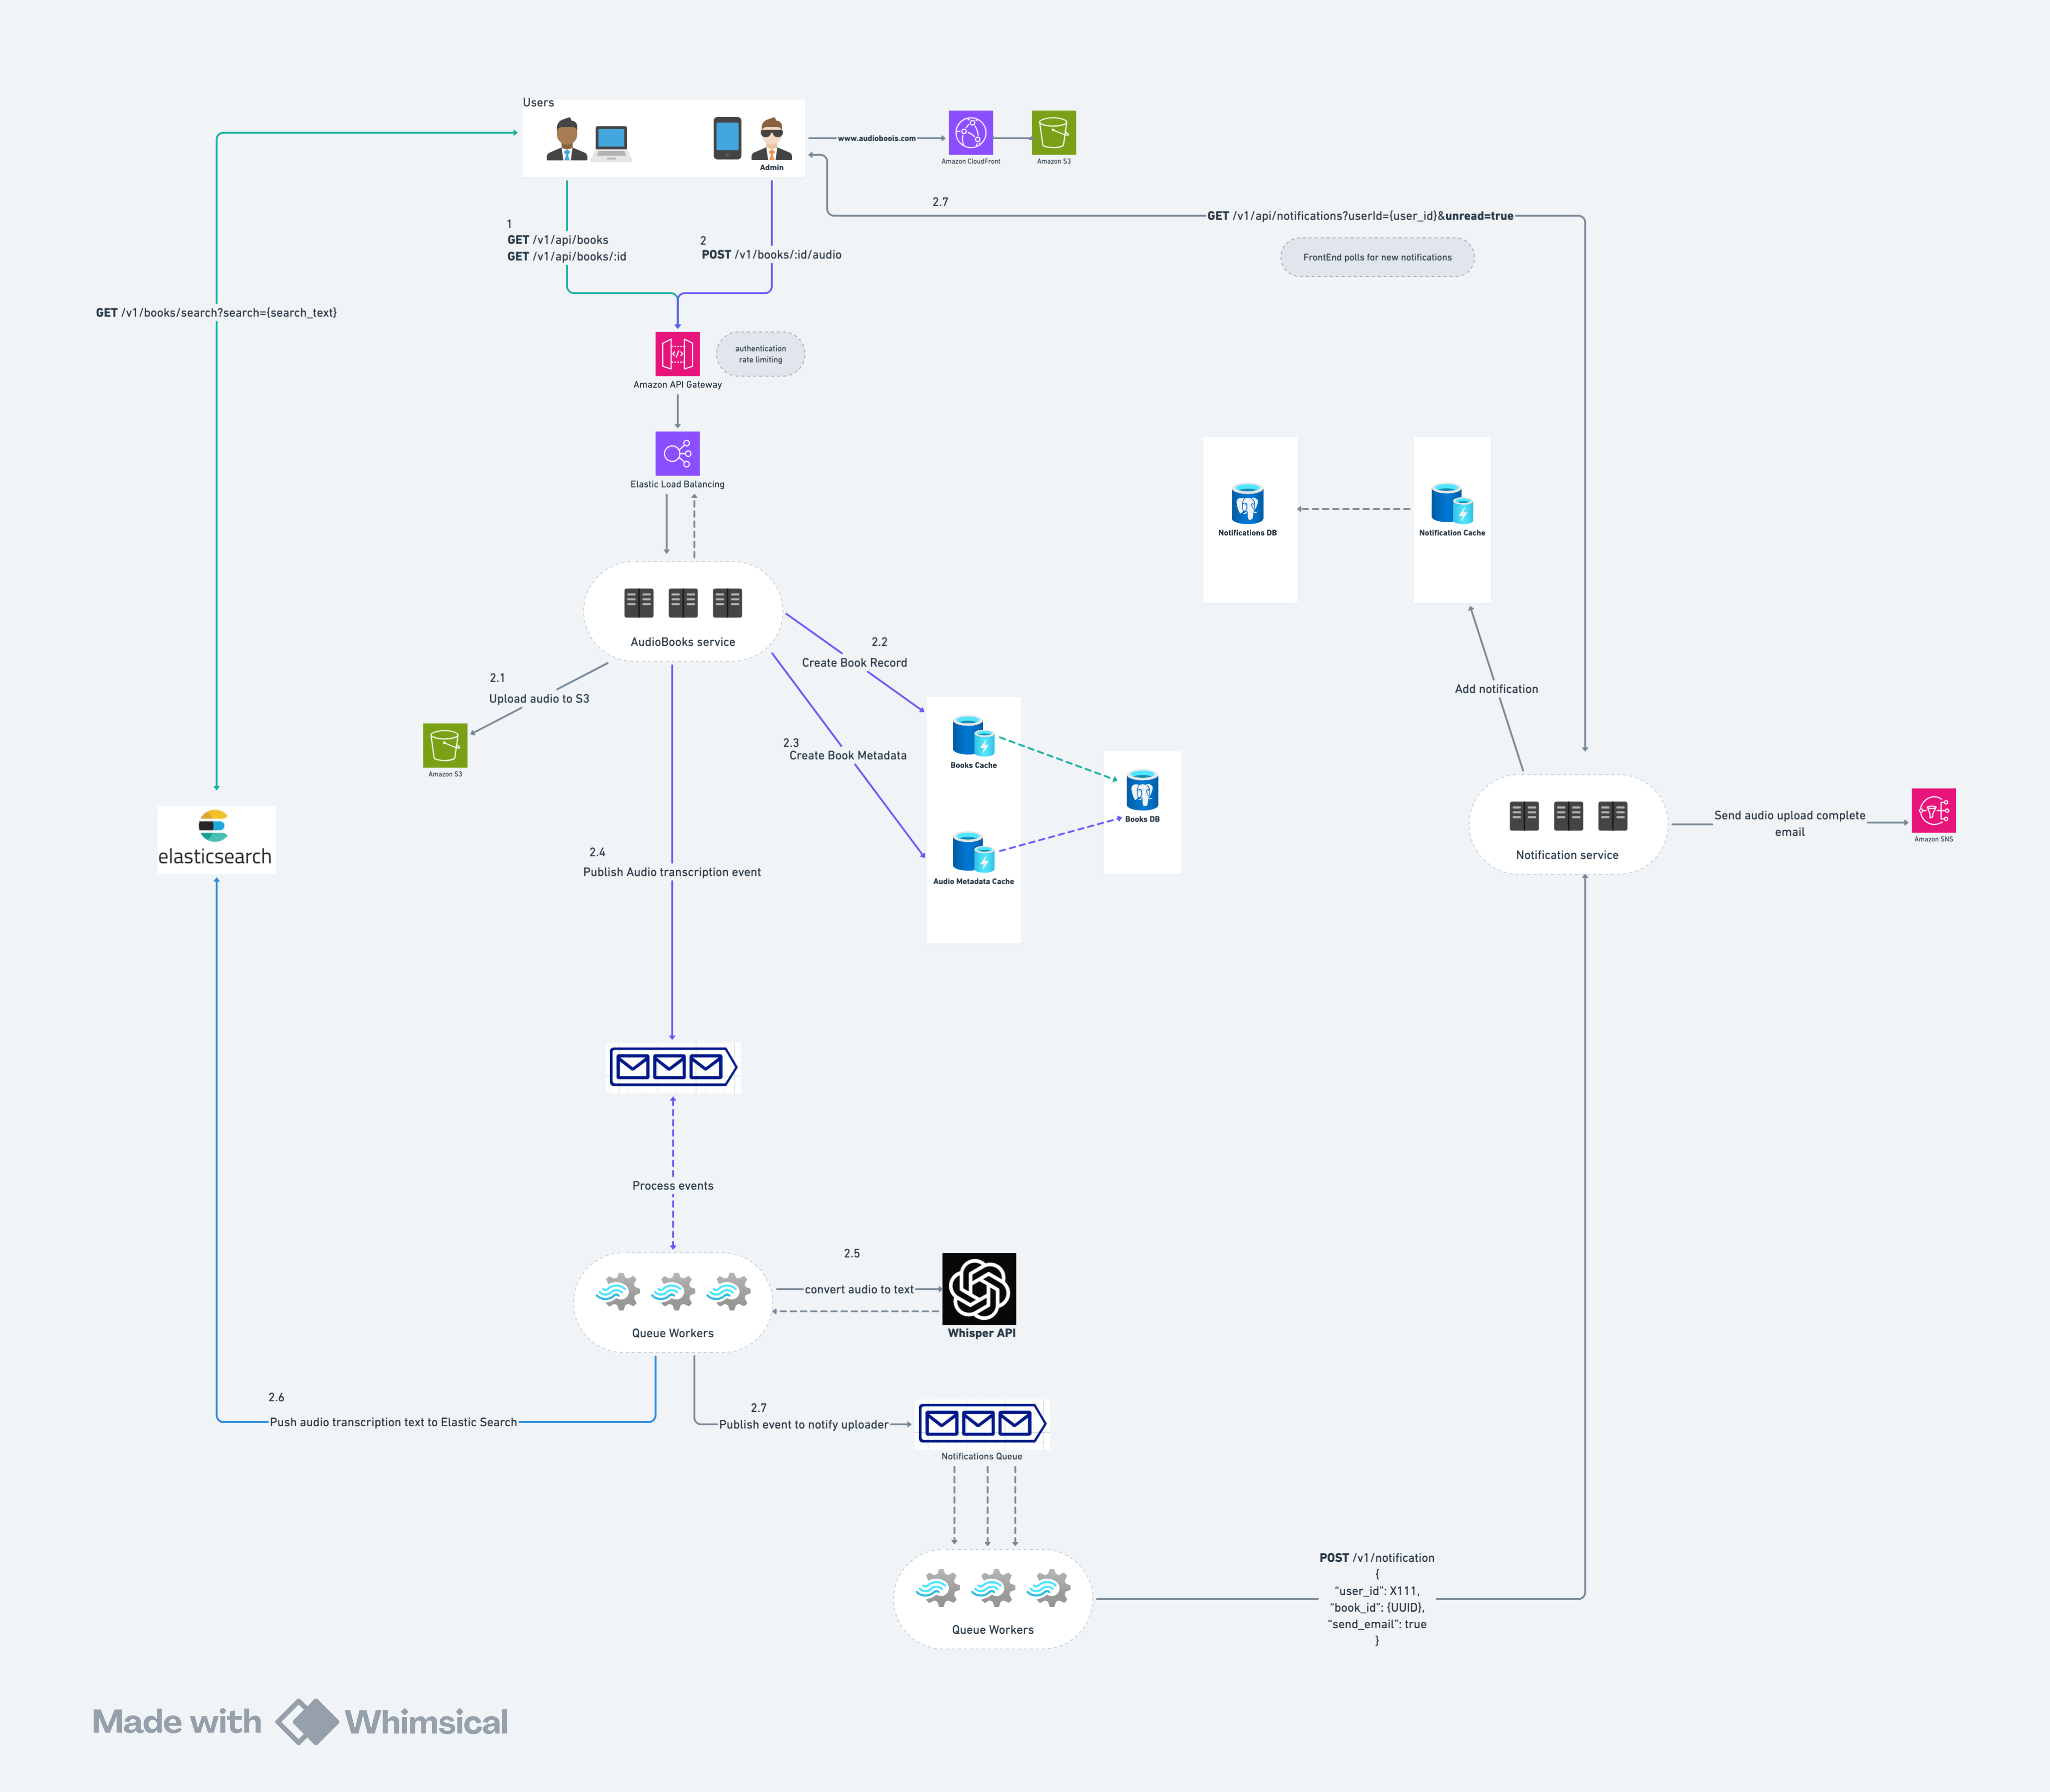 Users
Admin
www.audioboois.com
Amazon CloudFront
Amazon S3
2.7
GET /v1/api/notifications?userId={user_id}&unread=true
FrontEnd polls for new notifications
1
GET /v1/api/books
GET /v1/api/books/:id
2
POST /v1/books/:id/audio
GET /v1/books/search?search={search_text}
authentication
rate limiting
Amazon API Gateway
Elastic Load Balancing
Notifications DB
Notification Cache
AudioBooks service
2.2
Create Book Record
2.1
Upload audio to S3
Amazon S3
2.3
Create Book Metadata
Books Cache
Audio Metadata Cache
Books DB
Add notification
Notification service
Send audio upload complete
email
Amazon SNS
elasticsearch
2.4
Publish Audio transcription event
Process events
Queue Workers
2.5
convert audio to text
Whisper API
2.6
Push audio transcription text to Elastic Search
2.7
Publish event to notify uploader
Notifications Queue
Queue Workers
POST /v1/notification
{
“user_id”: X111,
“book_id”: {UUID},
“send_email”: true
}
Made with Whimsical